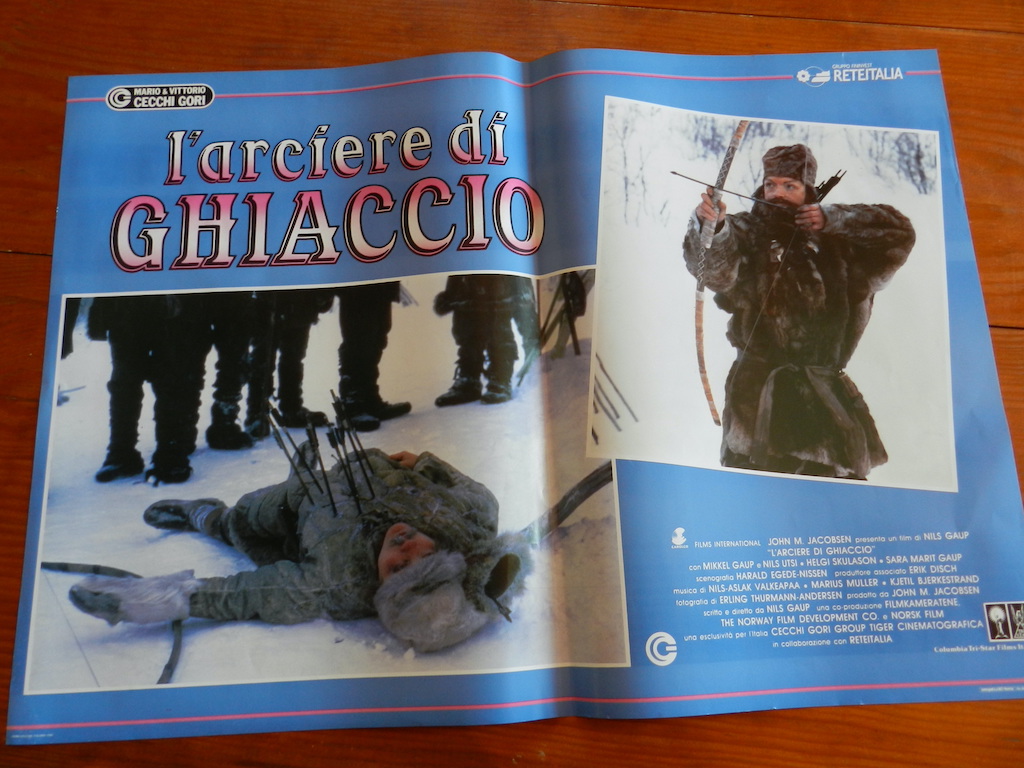 MARIO & VITTORIO
CECCHI GORI
GRUPPO FININVEST
RETEITALIA
l'arciere di
GHIACCIO
FILMS INTERNATIONAL JOHN M. JACOBSEN presenta un film di NILS GAUP
"L'ARCIERE DI GHIACCIO"
con MIKKEL GAUP e NILS UTSI • HELGI SKULASON • SARA MARIT GAUP
scenografia HARALD EGEDE-NISSEN produttore associato ERIK DISCH
musica di NILS-ASLAK VALKEAPAA • MARIUS MULLER • KJETIL BJERKESTRAND
fotografia di ERLING THURMANN-ANDERSEN prodotto da JOHN M. JACOBSEN
scritto e diretto da NILS GAUP una co-produzione FILMKAMERATENE,
THE NORWAY FILM DEVELOPMENT CO. e NORSK FILM
una esclusività per l'Italia CECCHI GORI GROUP TIGER CINEMATOGRAFICA
in collaborazione con RETEITALIA
Columbia Tri-Star Films